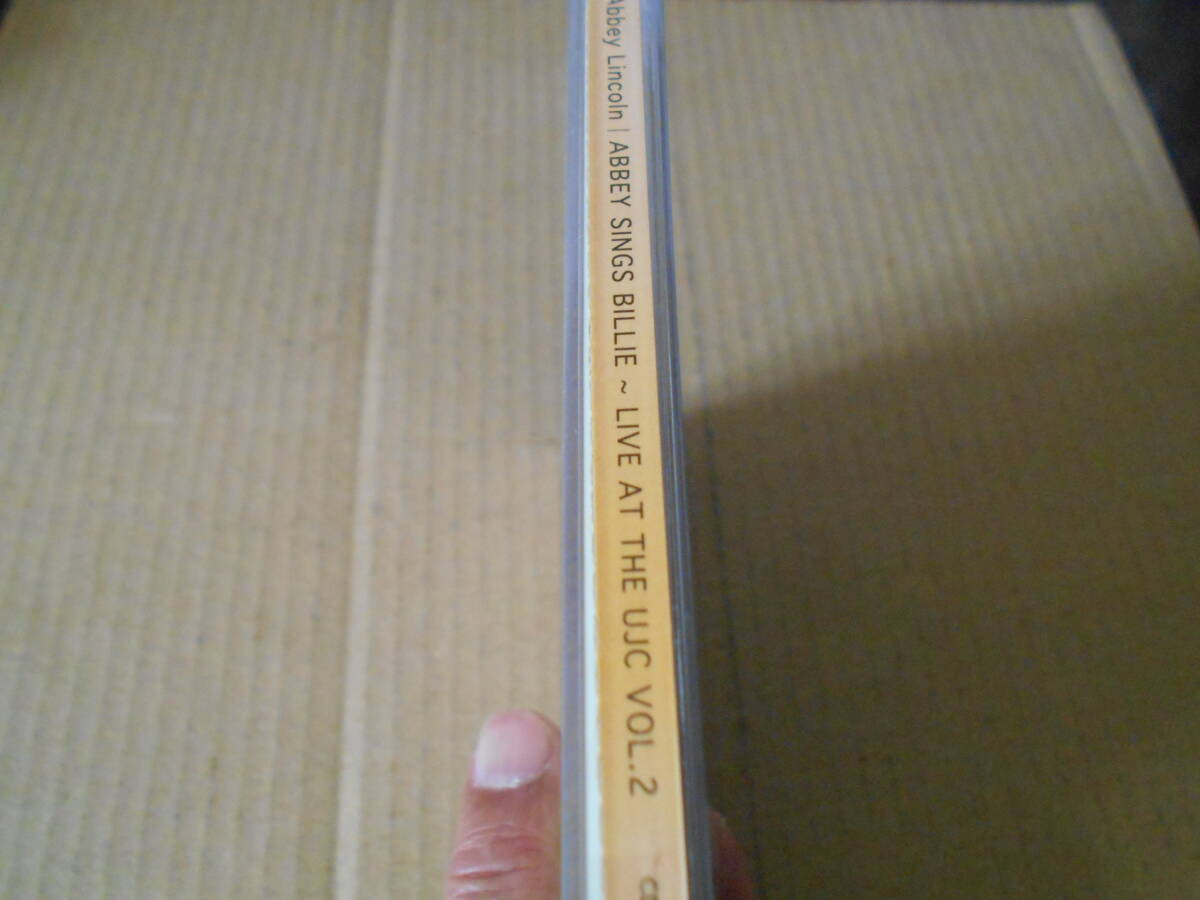 Abbey Lincoln | ABBEY SINGS BILLIE ~ LIVE AT THE UJC VOL.2